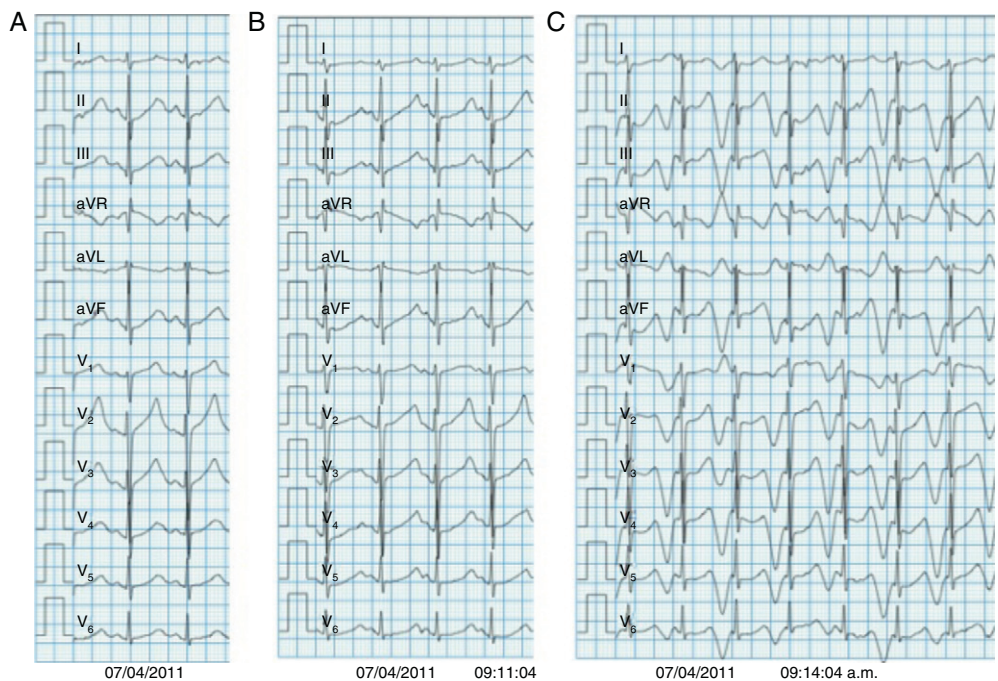 A
I
II
III
aVR
aVL
aVF
V1
V2
V3
V4
V5
V6
07/04/2011
B
I
II
III
aVR
aVL
aVF
V1
V2
V3
V4
V5
V6
07/04/2011 09:11:04
C
I
II
III
aVR
aVL
aVF
V1
V2
V3
V4
V5
V6
07/04/2011 09:14:04 a.m.